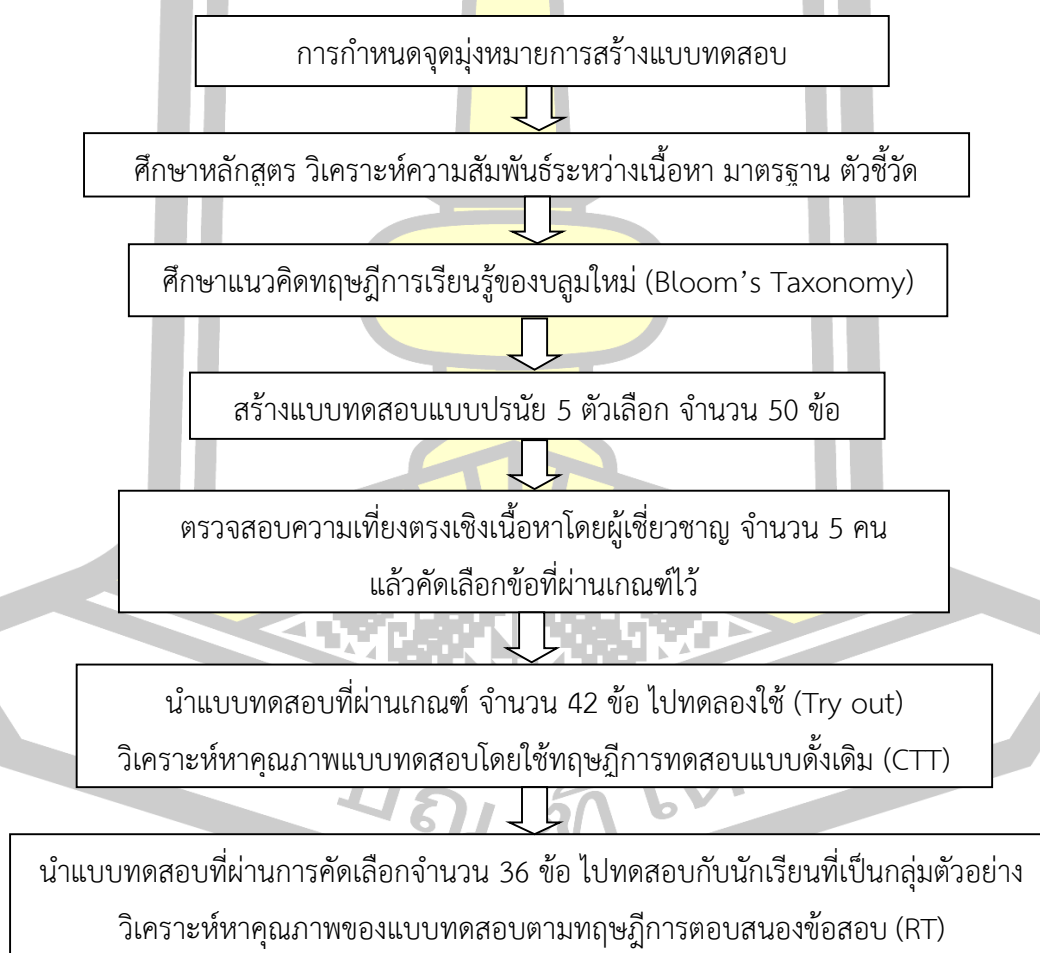 การกำหนดจุดมุ่งหมายการสร้างแบบทดสอบ
ศึกษาหลักสูตร วิเคราะห์ความสัมพันธ์ระหว่างเนื้อหา มาตรฐาน ตัวชี้วัด
ศึกษาแนวคิดทฤษฎีการเรียนรู้ของบลูมใหม่ (Bloom’s Taxonomy)
สร้างแบบทดสอบแบบปรนัย 5 ตัวเลือก จำนวน 50 ข้อ
ตรวจสอบความเที่ยงตรงเชิงเนื้อหาโดยผู้เชี่ยวชาญ จำนวน 5 คน
แล้วคัดเลือกข้อที่ผ่านเกณฑ์ไว้
นำแบบทดสอบที่ผ่านเกณฑ์ จำนวน 42 ข้อ ไปทดลองใช้ (Try out)
วิเคราะห์หาคุณภาพแบบทดสอบโดยใช้ทฤษฎีการทดสอบแบบดั้งเดิม (CTT)
นำแบบทดสอบที่ผ่านการคัดเลือกจำนวน 36 ข้อ ไปทดสอบกับนักเรียนที่เป็นกลุ่มตัวอย่าง
วิเคราะห์หาคุณภาพของแบบทดสอบตามทฤษฎีการตอบสนองข้อสอบ (RT)